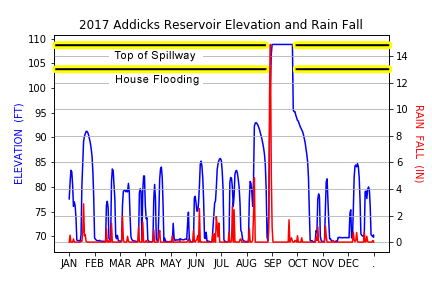 2017 Addicks Reservoir Elevation and Rain Fall
110
105
100
95
90
85
80
75
70
ELEVATION (FT)
Top of Spillway
House Flooding
14
12
10
8
6
4
2
0
RAIN FALL (IN)
JAN FEB MAR APR MAY JUN JUL AUG SEP OCT NOV DEC .